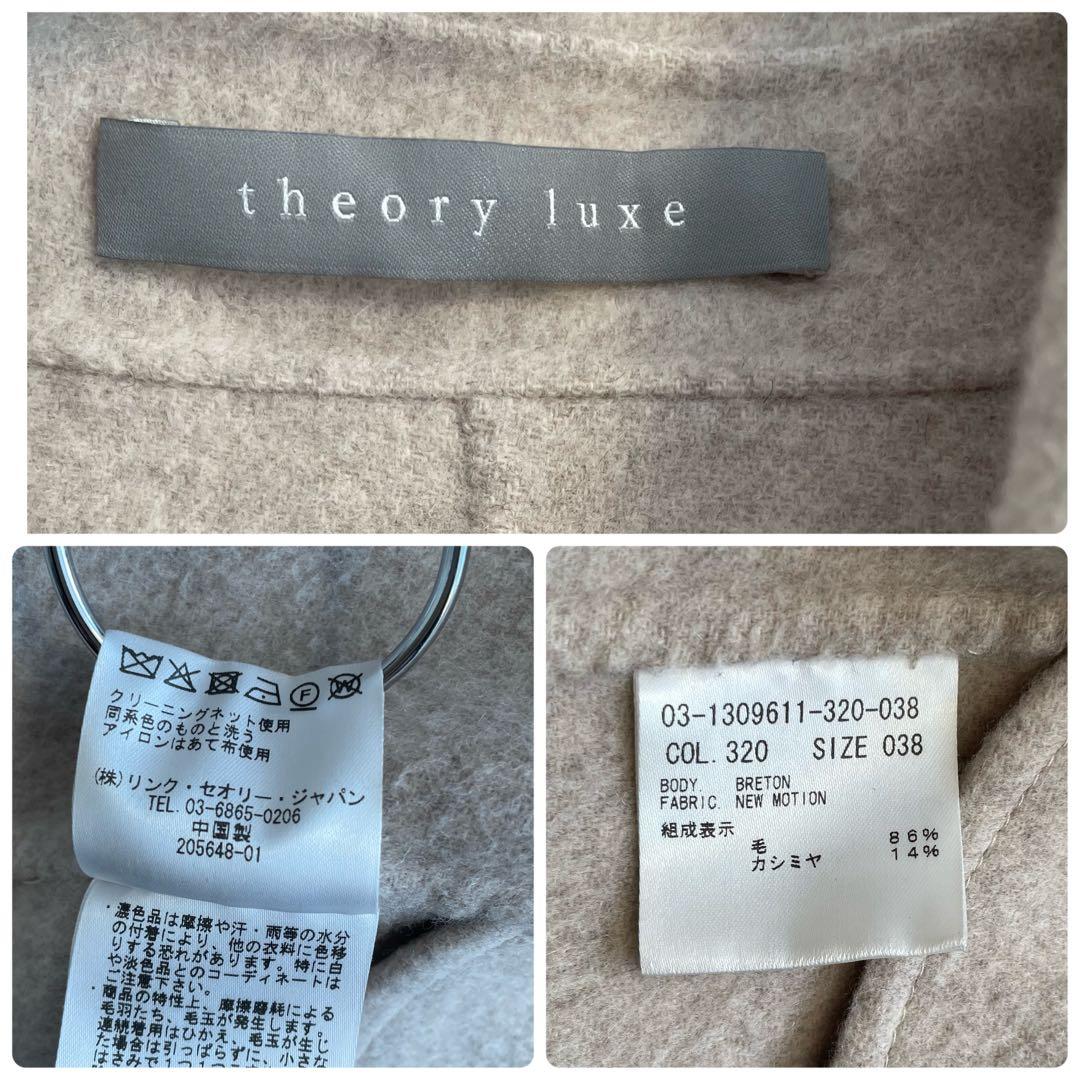 theory luxe
クリーニングネット使用
同系色のものと洗う
アイロンはあて布使用
(株)リンク・セオリー・ジャパン
TEL. 03-6865-0206
中国製
205648-01
・濃色品は摩擦や汗・雨等の水分
の付着により、他の衣料に色移
りする恐れがあります。特に白
や淡色品とのコーディネートは
ご注意下さい。
・商品の特性上、摩擦磨耗による
毛羽たち、毛玉が発生します。
連続着用はひかえ、毛玉が生じ
た場合は引っぱらずに、小さな
はさみで1つ1つ
03-1309611-320-038
COL. 320 SIZE 038
BODY. BRETON
FABRIC. NEW MOTION
組成表示
毛 86%
カシミヤ 14%